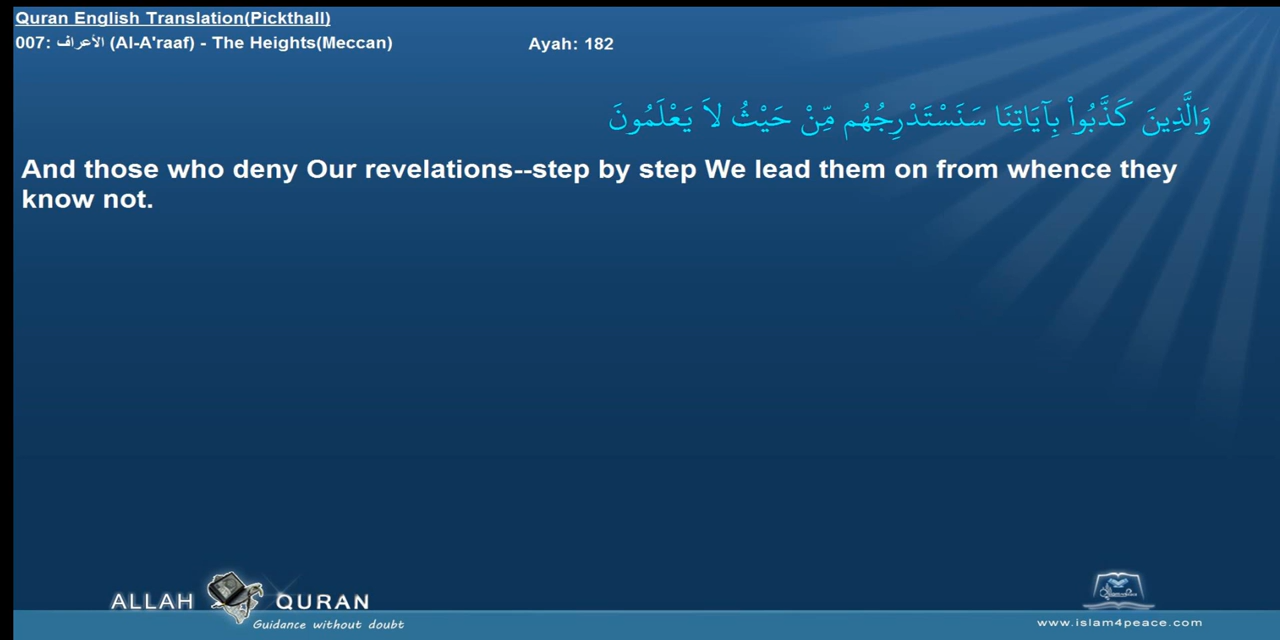 Quran English Translation(Pickthall)
007: الأعراف (Al-A'raaf) - The Heights(Meccan)
Ayah: 182
وَالَّذِينَ كَذَّبُواْ بِآيَاتِنَا سَنَسْتَدْرِجُهُم مِّنْ حَيْثُ لاَ يَعْلَمُونَ
And those who deny Our revelations--step by step We lead them on from whence they
know not.
ALLAH QURAN
Guidance without doubt
www.islam4peace.com